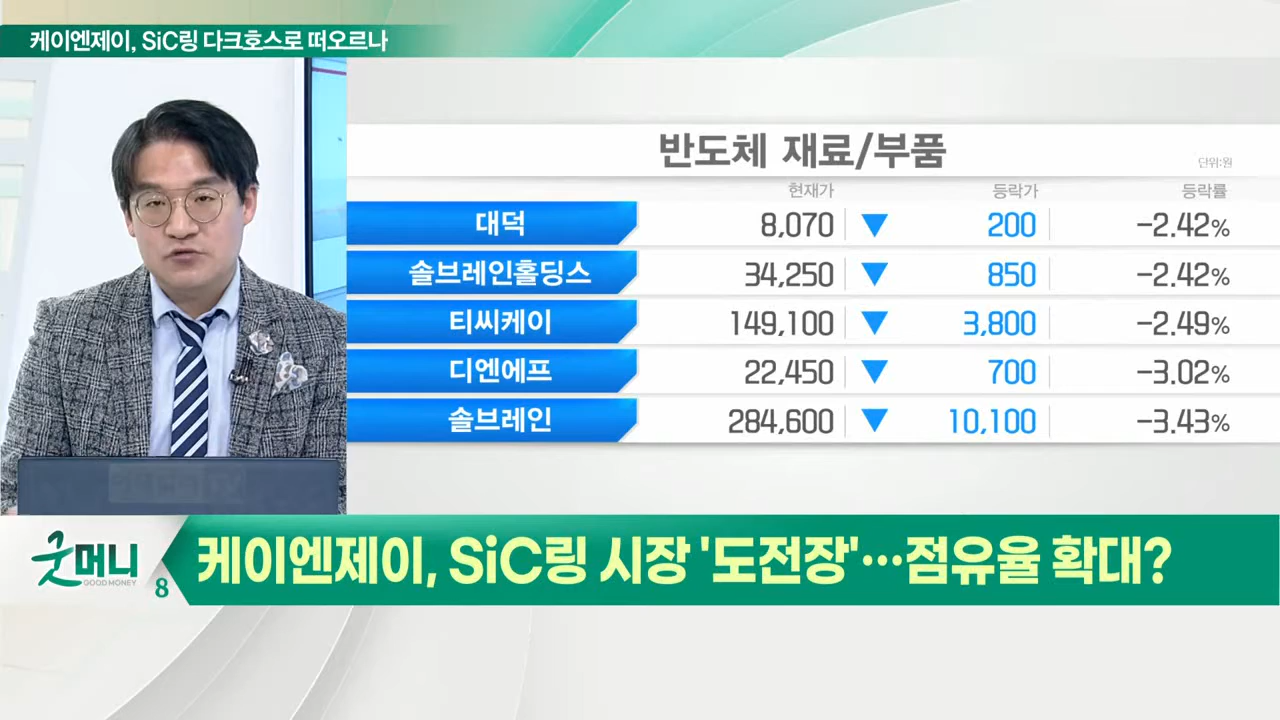 케이엔제이, SiC링 다크호스로 떠오르나
반도체 재료/부품
단위:원
현재가 등락가 등락률
대덕 8,070 ▼ 200 -2.42%
솔브레인홀딩스 34,250 ▼ 850 -2.42%
티씨케이 149,100 ▼ 3,800 -2.49%
디엔에프 22,450 ▼ 700 -3.02%
솔브레인 284,600 ▼ 10,100 -3.43%
굿머니
GOOD MONEY
8
케이엔제이, SiC링 시장 '도전장'…점유율 확대?